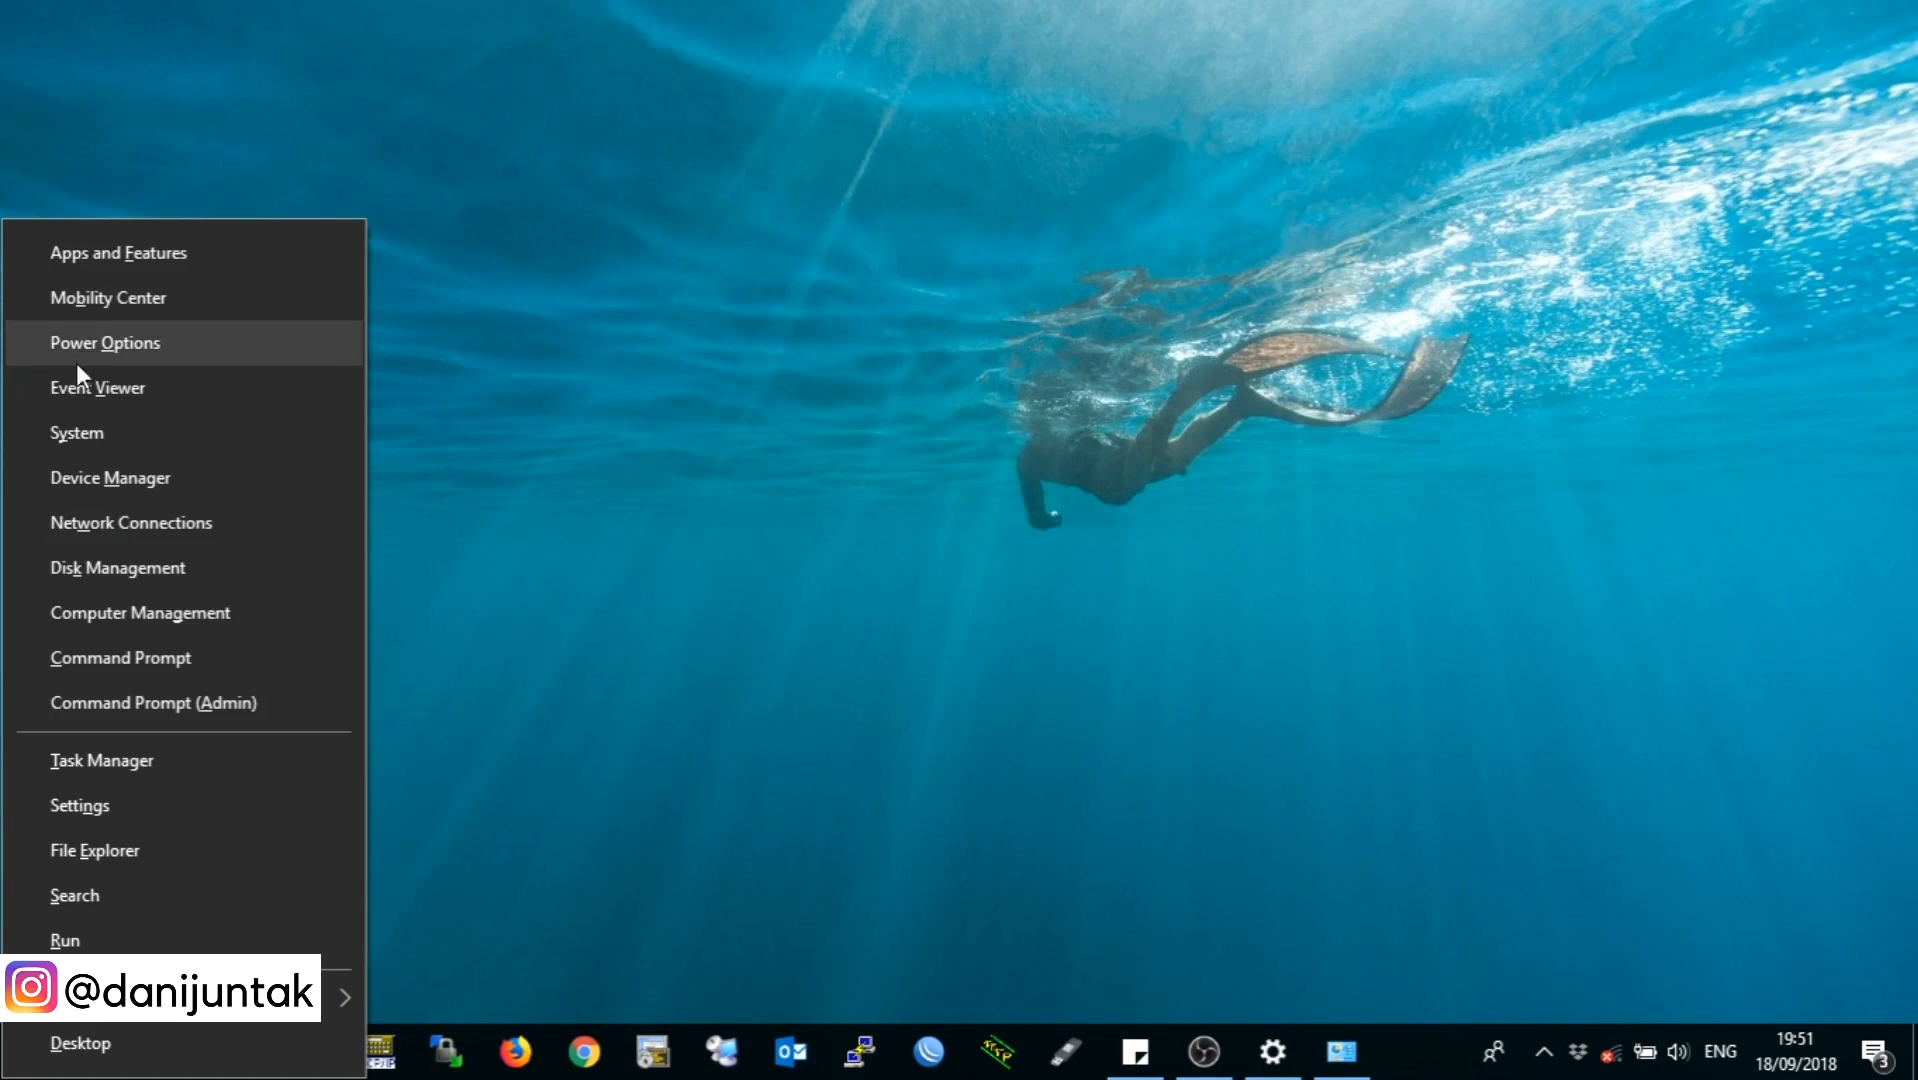 Apps and Features
Mobility Center
Power Options
Event Viewer
System
Device Manager
Network Connections
Disk Management
Computer Management
Command Prompt
Command Prompt (Admin)
Task Manager
Settings
File Explorer
Search
Run
@danijuntak
Desktop
ENG
19:51
18/09/2018
3